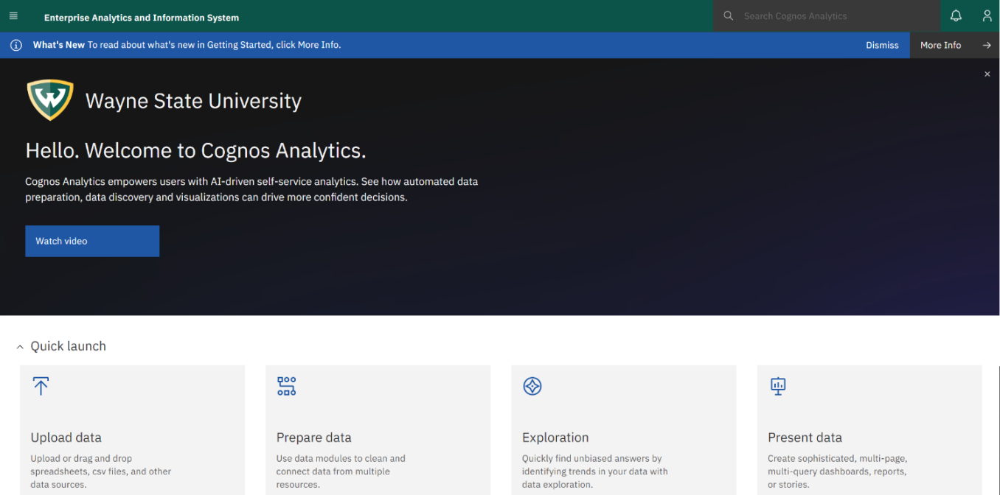 Enterprise Analytics and Information System
Search Cognos Analytics
What's New To read about what's new in Getting Started, click More Info.
Dismiss
More Info
W
Wayne State University
Hello. Welcome to Cognos Analytics.
Cognos Analytics empowers users with AI-driven self-service analytics. See how automated data
preparation, data discovery and visualizations can drive more confident decisions.
Watch video
Quick launch
Upload data
Upload or drag and drop
spreadsheets, csv files, and other
data sources.
Prepare data
Use data modules to clean and
connect data from multiple
resources.
Exploration
Quickly find unbiased answers by
identifying trends in your data with
data exploration.
Present data
Create sophisticated, multi-page,
multi-query dashboards, reports,
or stories.